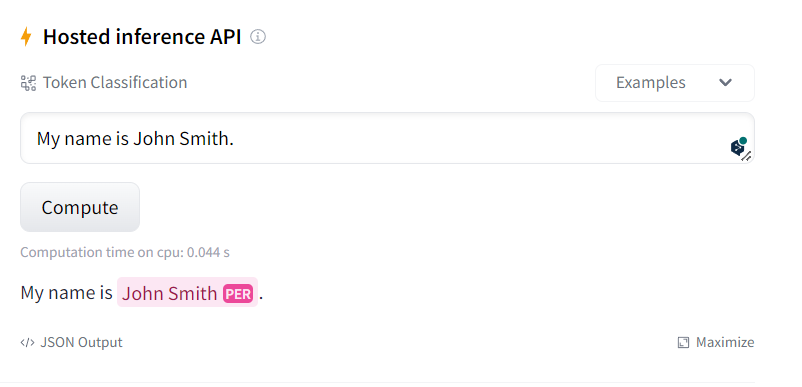 Hosted inference API
Token Classification
Examples
My name is John Smith.
Compute
Computation time on cpu: 0.044 s
My name is John Smith PER .
</> JSON Output
Maximize